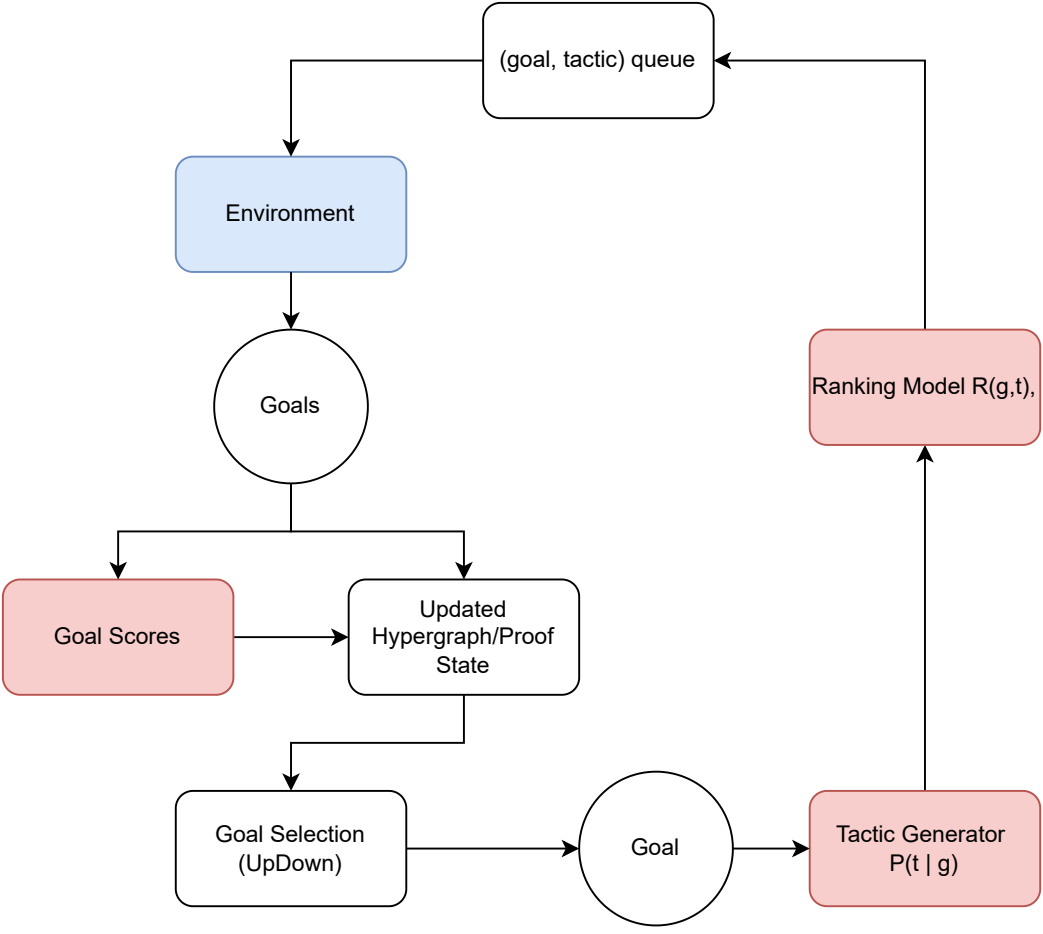 (goal, tactic) queue
Environment
Goals
Ranking Model R(g,t),
Goal Scores
Updated
Hypergraph/Proof
State
Goal Selection
(UpDown)
Goal
Tactic Generator
P(t | g)